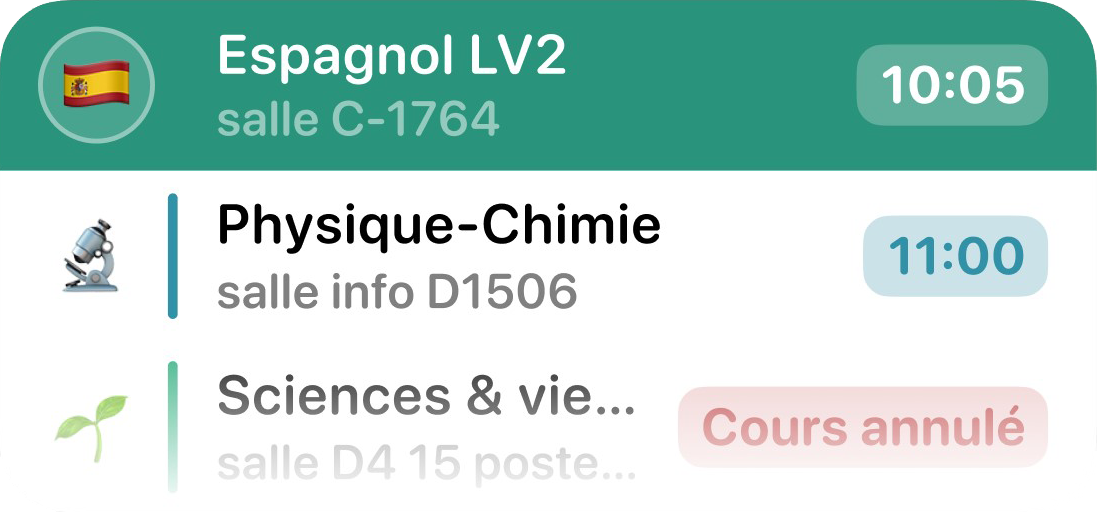 Espagnol LV2
salle C-1764
10:05
Physique-Chimie
salle info D1506
11:00
Sciences & vie...
salle D4 15 poste...
Cours annulé